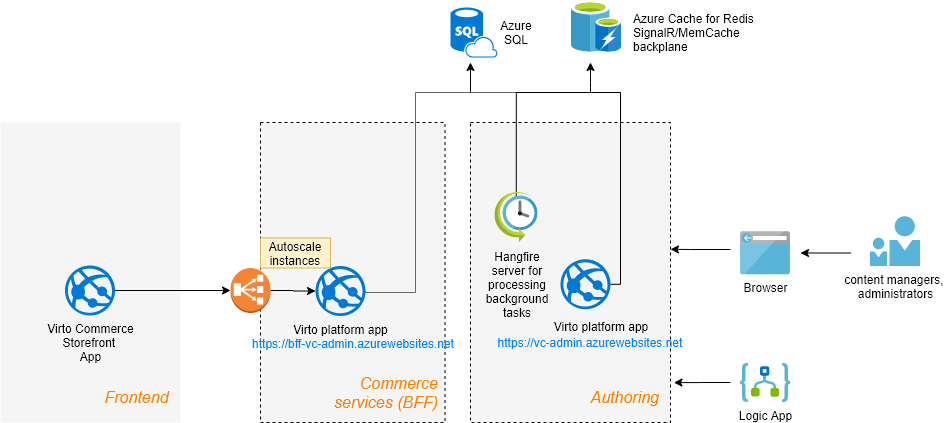 Azure
SQL
SQL
Azure Cache for Redis
SignalR/MemCache
backplane
Autoscale
instances
Virto Commerce
Storefront
App
Frontend
Virto platform app
https://bff-vc-admin.azurewebsites.net
Commerce
services (BFF)
Hangfire
server for
processing
background
tasks
Virto platform app
https://vc-admin.azurewebsites.net
Authoring
Browser
content managers,
administrators
Logic App